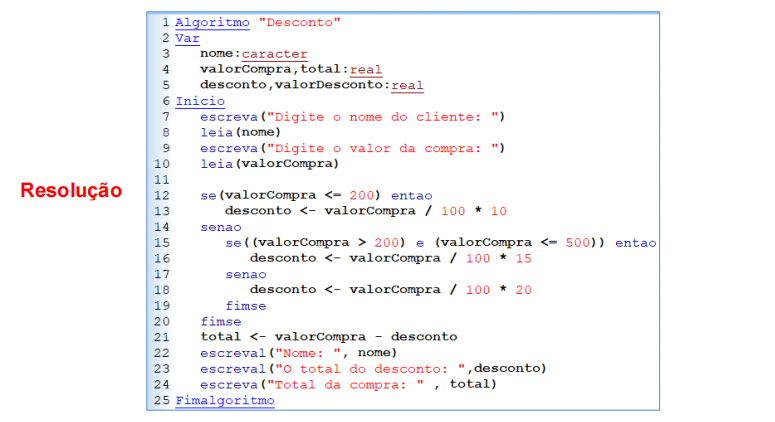 Resolução
1 Algoritmo "Desconto"
2 Var
3 nome:caracter
4 valorCompra,total:real
5 desconto,valorDesconto:real
6 Inicio
7 escreva("Digite o nome do cliente: ")
8 leia(nome)
9 escreva("Digite o valor da compra: ")
10 leia(valorCompra)
11
12 se(valorCompra <= 200) entao
13 desconto <- valorCompra / 100 * 10
14 senao
15 se((valorCompra > 200) e (valorCompra <= 500)) entao
16 desconto <- valorCompra / 100 * 15
17 senao
18 desconto <- valorCompra / 100 * 20
19 fimse
20 fimse
21 total <- valorCompra - desconto
22 escreval("Nome: ", nome)
23 escreval("O total do desconto: ",desconto)
24 escreva("Total da compra: " , total)
25 Fimalgoritmo